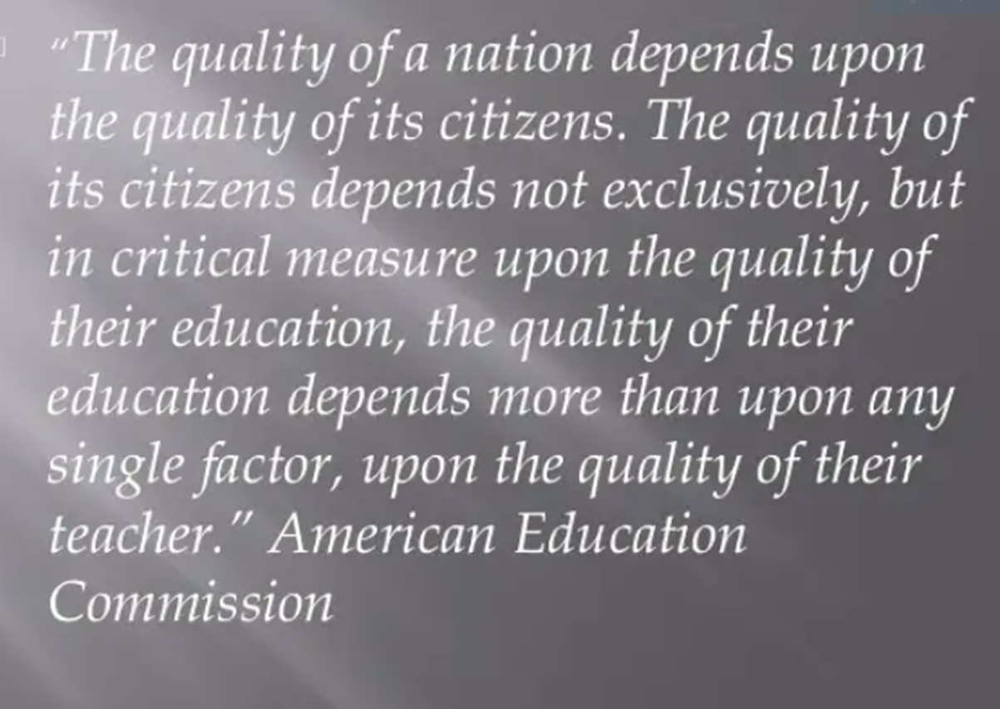 “The quality of a nation depends upon
the quality of its citizens. The quality of
its citizens depends not exclusively, but
in critical measure upon the quality of
their education, the quality of their
education depends more than upon any
single factor, upon the quality of their
teacher.” American Education
Commission